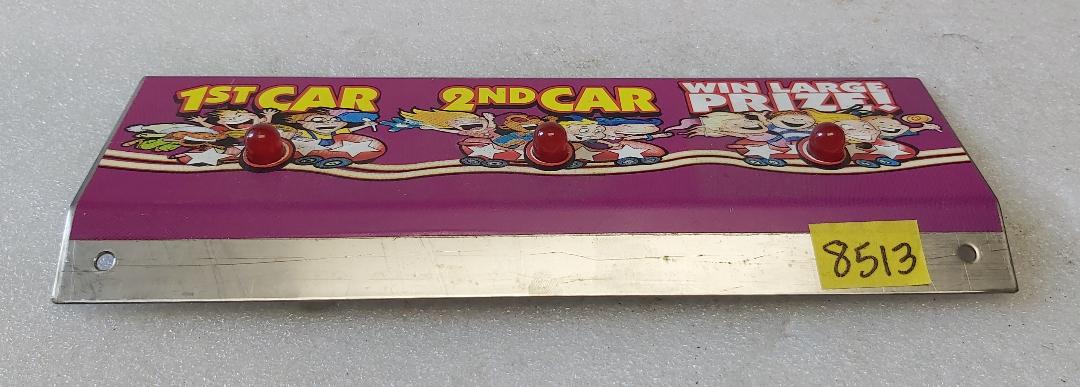 1ST CAR
2ND CAR
WIN LARGE
PRIZE!
8513